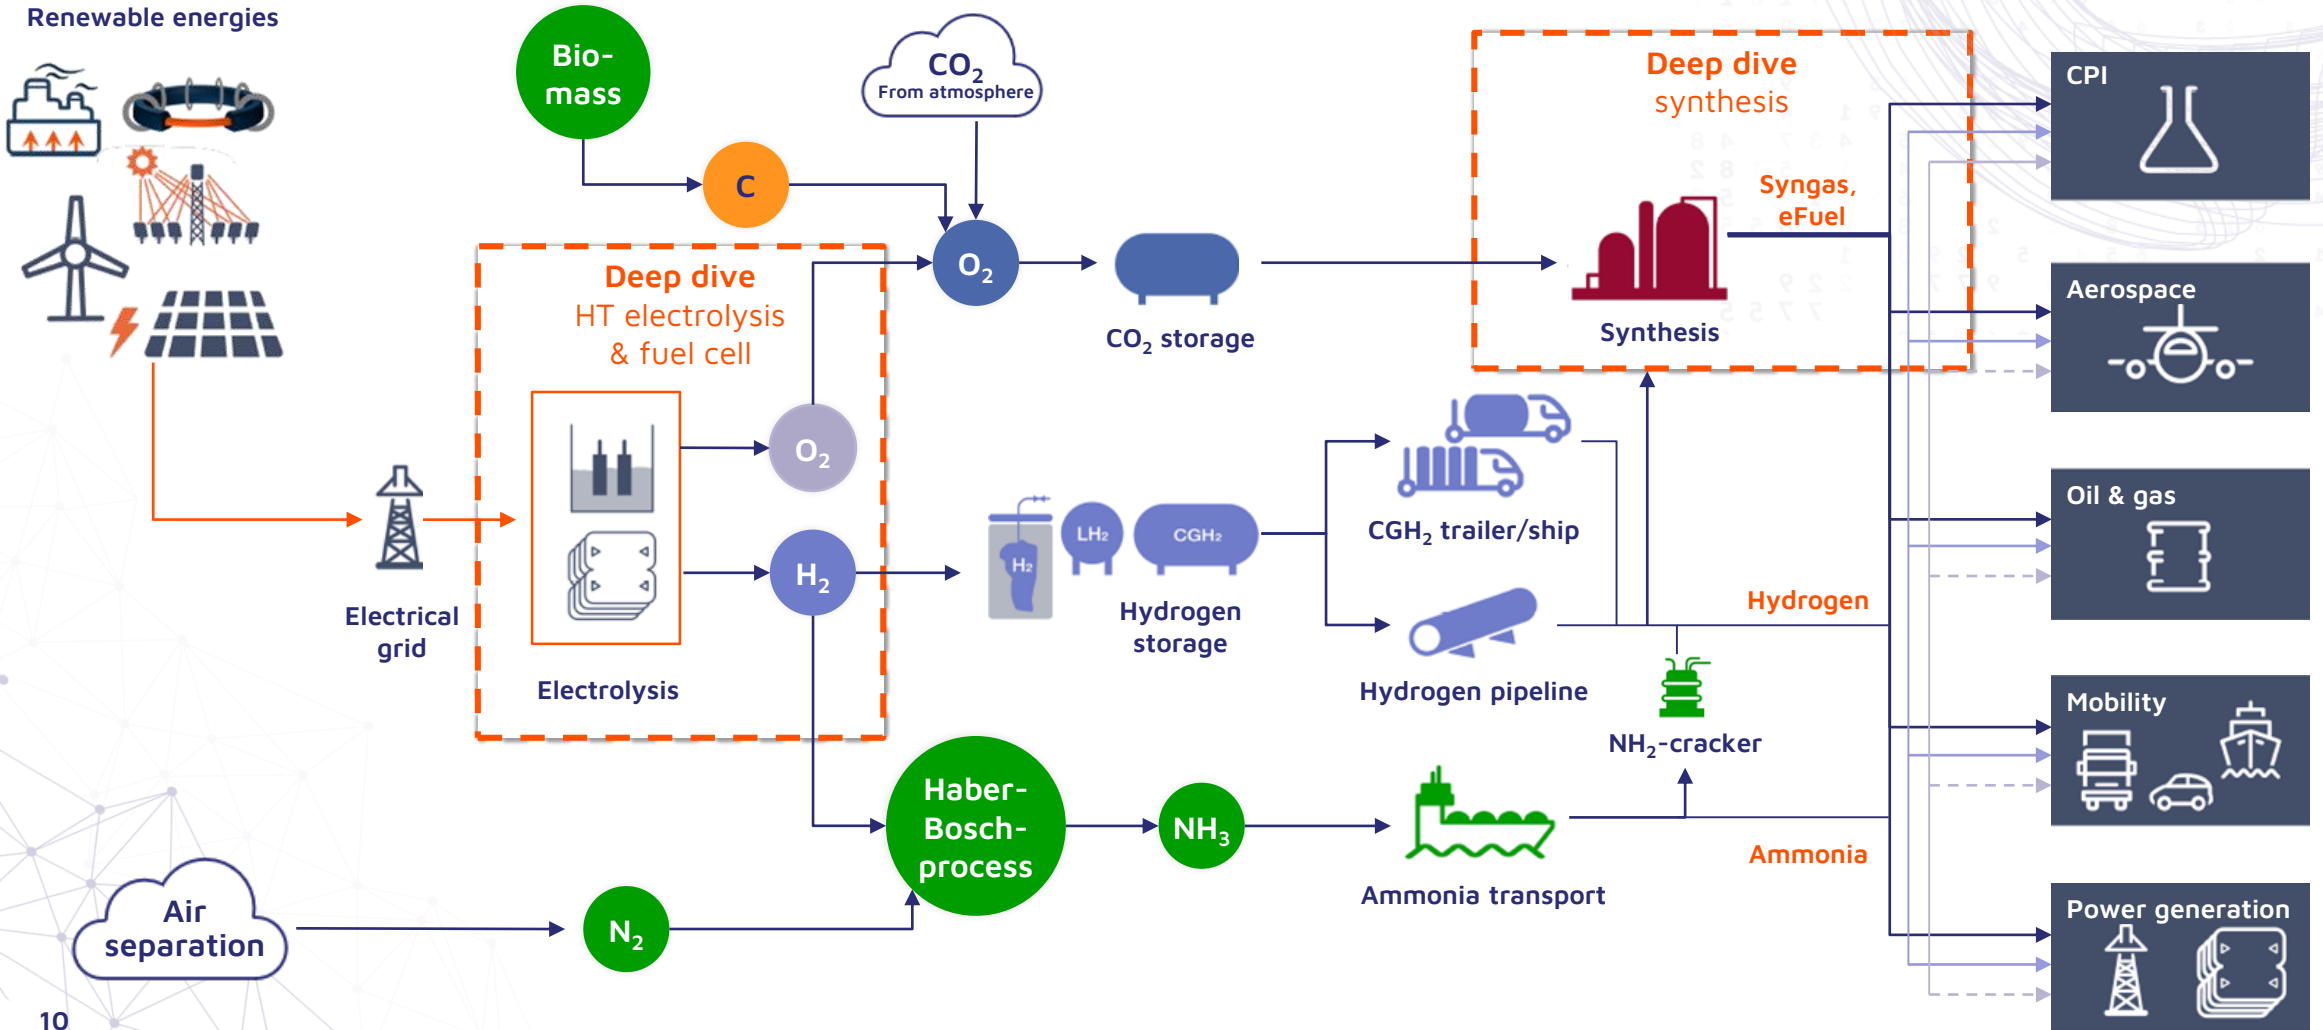 Renewable energies
Bio-
mass
CO₂
From atmosphere
C
O₂
CO₂ storage
Deep dive
synthesis
Syngas,
eFuel
Synthesis
Deep dive
HT electrolysis
& fuel cell
O₂
H₂
Electrolysis
Electrical
grid
H₂
LH₂
CGH₂
Hydrogen
storage
CGH₂ trailer/ship
Hydrogen pipeline
Hydrogen
NH₂-cracker
Haber-
Bosch-
process
NH₃
Ammonia transport
Ammonia
Air
separation
N₂
CPI
Aerospace
Oil & gas
Mobility
Power generation
10